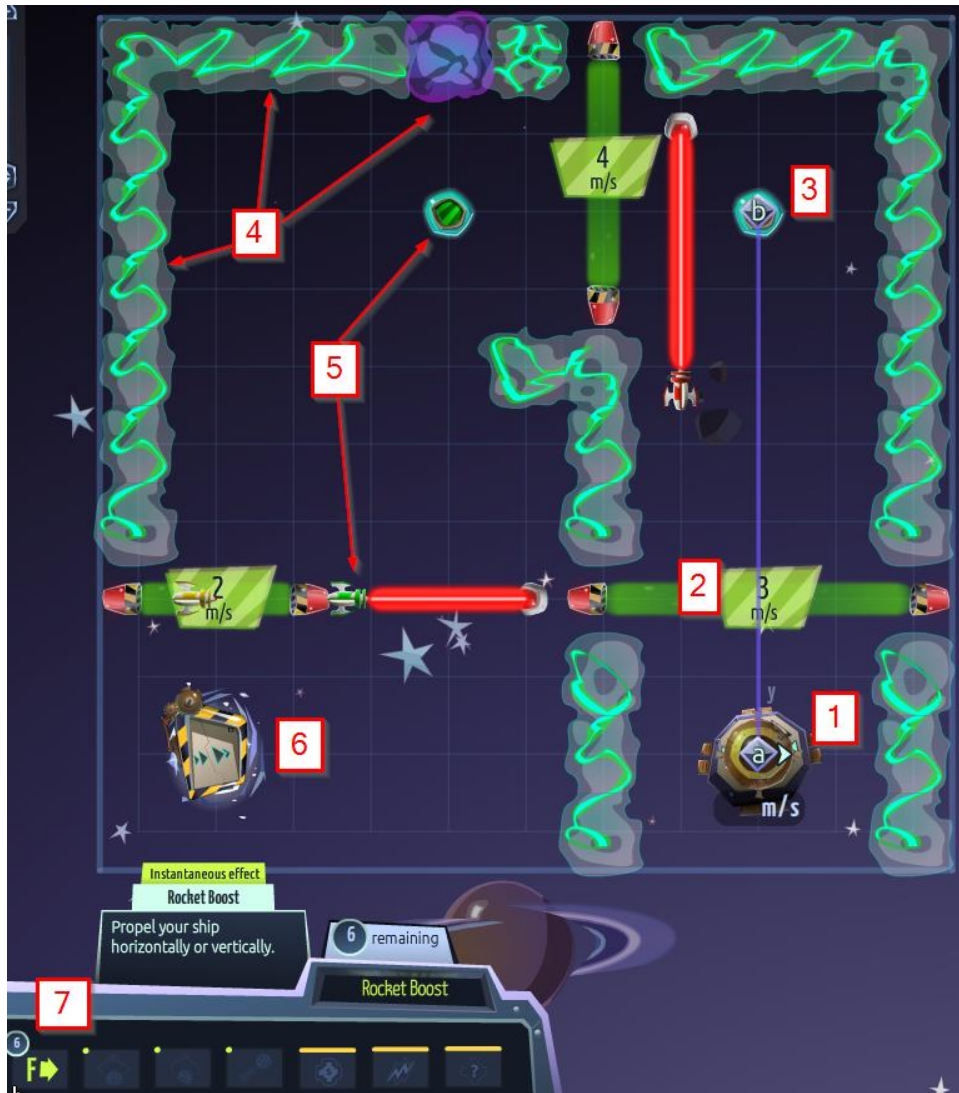 4
m/s
b
3
4
5
2
m/s
2
3
m/s
y
1
6
a
m/s
Instantaneous effect
Rocket Boost
Propel your ship
horizontally or vertically.
6 remaining
Rocket Boost
7
6
F
?